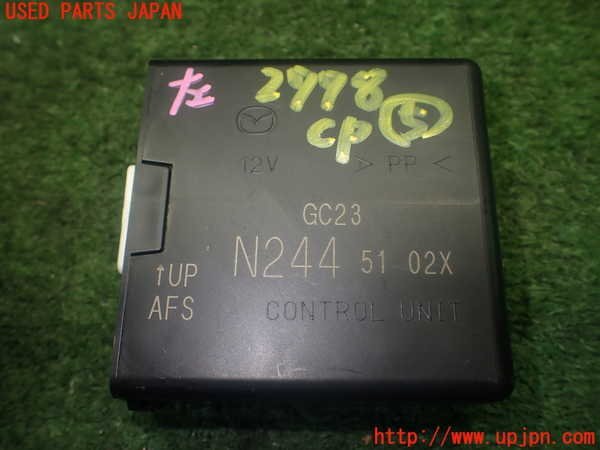 USED PARTS JAPAN
左 2998
cp 5
12V >PP<
GC23
N244 51 02X
↑UP
AFS CONTROL UNIT
http://www.upjpn.com/